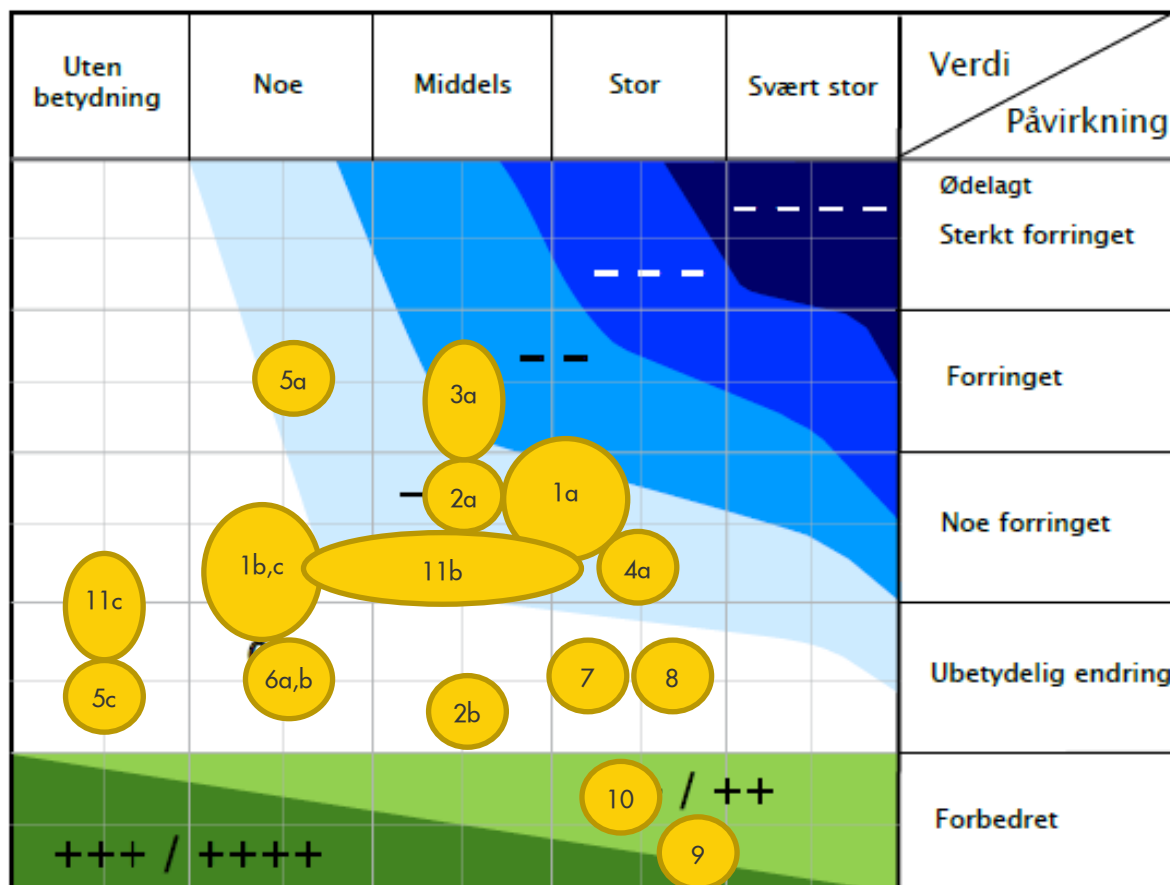 Uten
betydning
Noe
Middels
Stor
Svært stor
Verdi
Påvirkning
Ødelagt
– – – –
Sterkt forringet
– – –
– –
5a
3a
Forringet
– 2a
1a
Noe forringet
1b,c
11b
4a
11c
6a,b
7
8
Ubetydelig endring
5c
2b
10 / ++
Forbedret
+++ / ++++
9